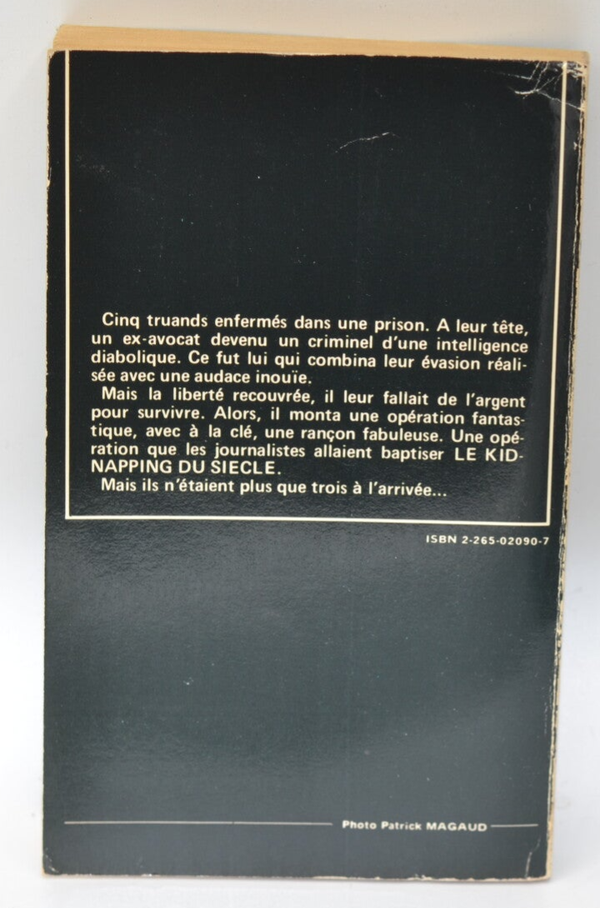 Cinq truands enfermés dans une prison. A leur tête,
un ex-avocat devenu un criminel d'une intelligence
diabolique. Ce fut lui qui combina leur évasion réali-
sée avec une audace inouïe.
Mais la liberté recouvrée, il leur fallait de l'argent
pour survivre. Alors, il monta une opération fantas-
tique, avec à la clé, une rançon fabuleuse. Une opé-
ration que les journalistes allaient baptiser LE KID-
NAPPING DU SIECLE.
Mais ils n'étaient plus que trois à l'arrivée...
ISBN 2-265-02090-7
Photo Patrick MAGAUD